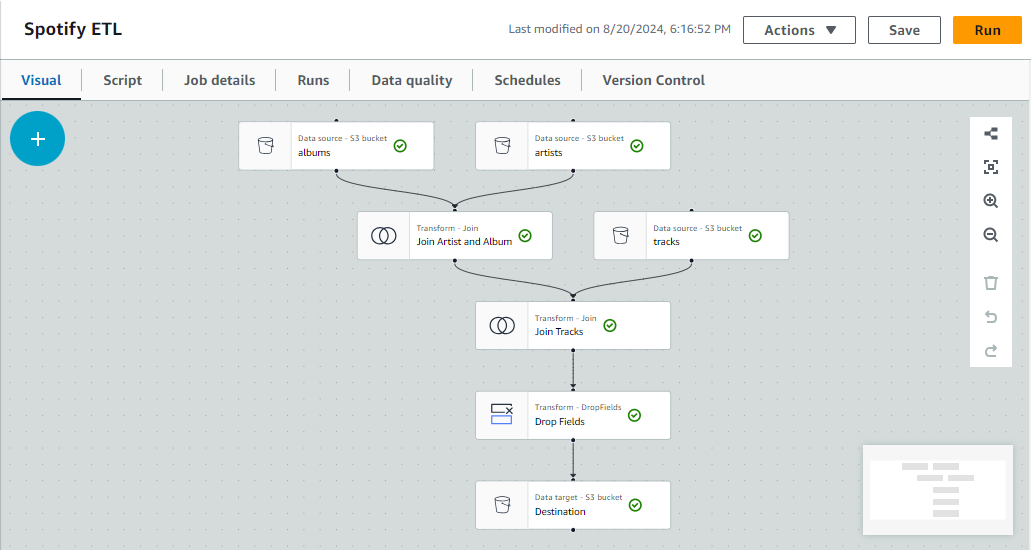 Spotify ETL
Last modified on 8/20/2024, 6:16:52 PM
Actions
Save
Run
Visual
Script
Job details
Runs
Data quality
Schedules
Version Control
Data source - S3 bucket
albums
Data source - S3 bucket
artists
Transform - Join
Join Artist and Album
Data source - S3 bucket
tracks
Transform - Join
Join Tracks
Transform - DropFields
Drop Fields
Data target - S3 bucket
Destination